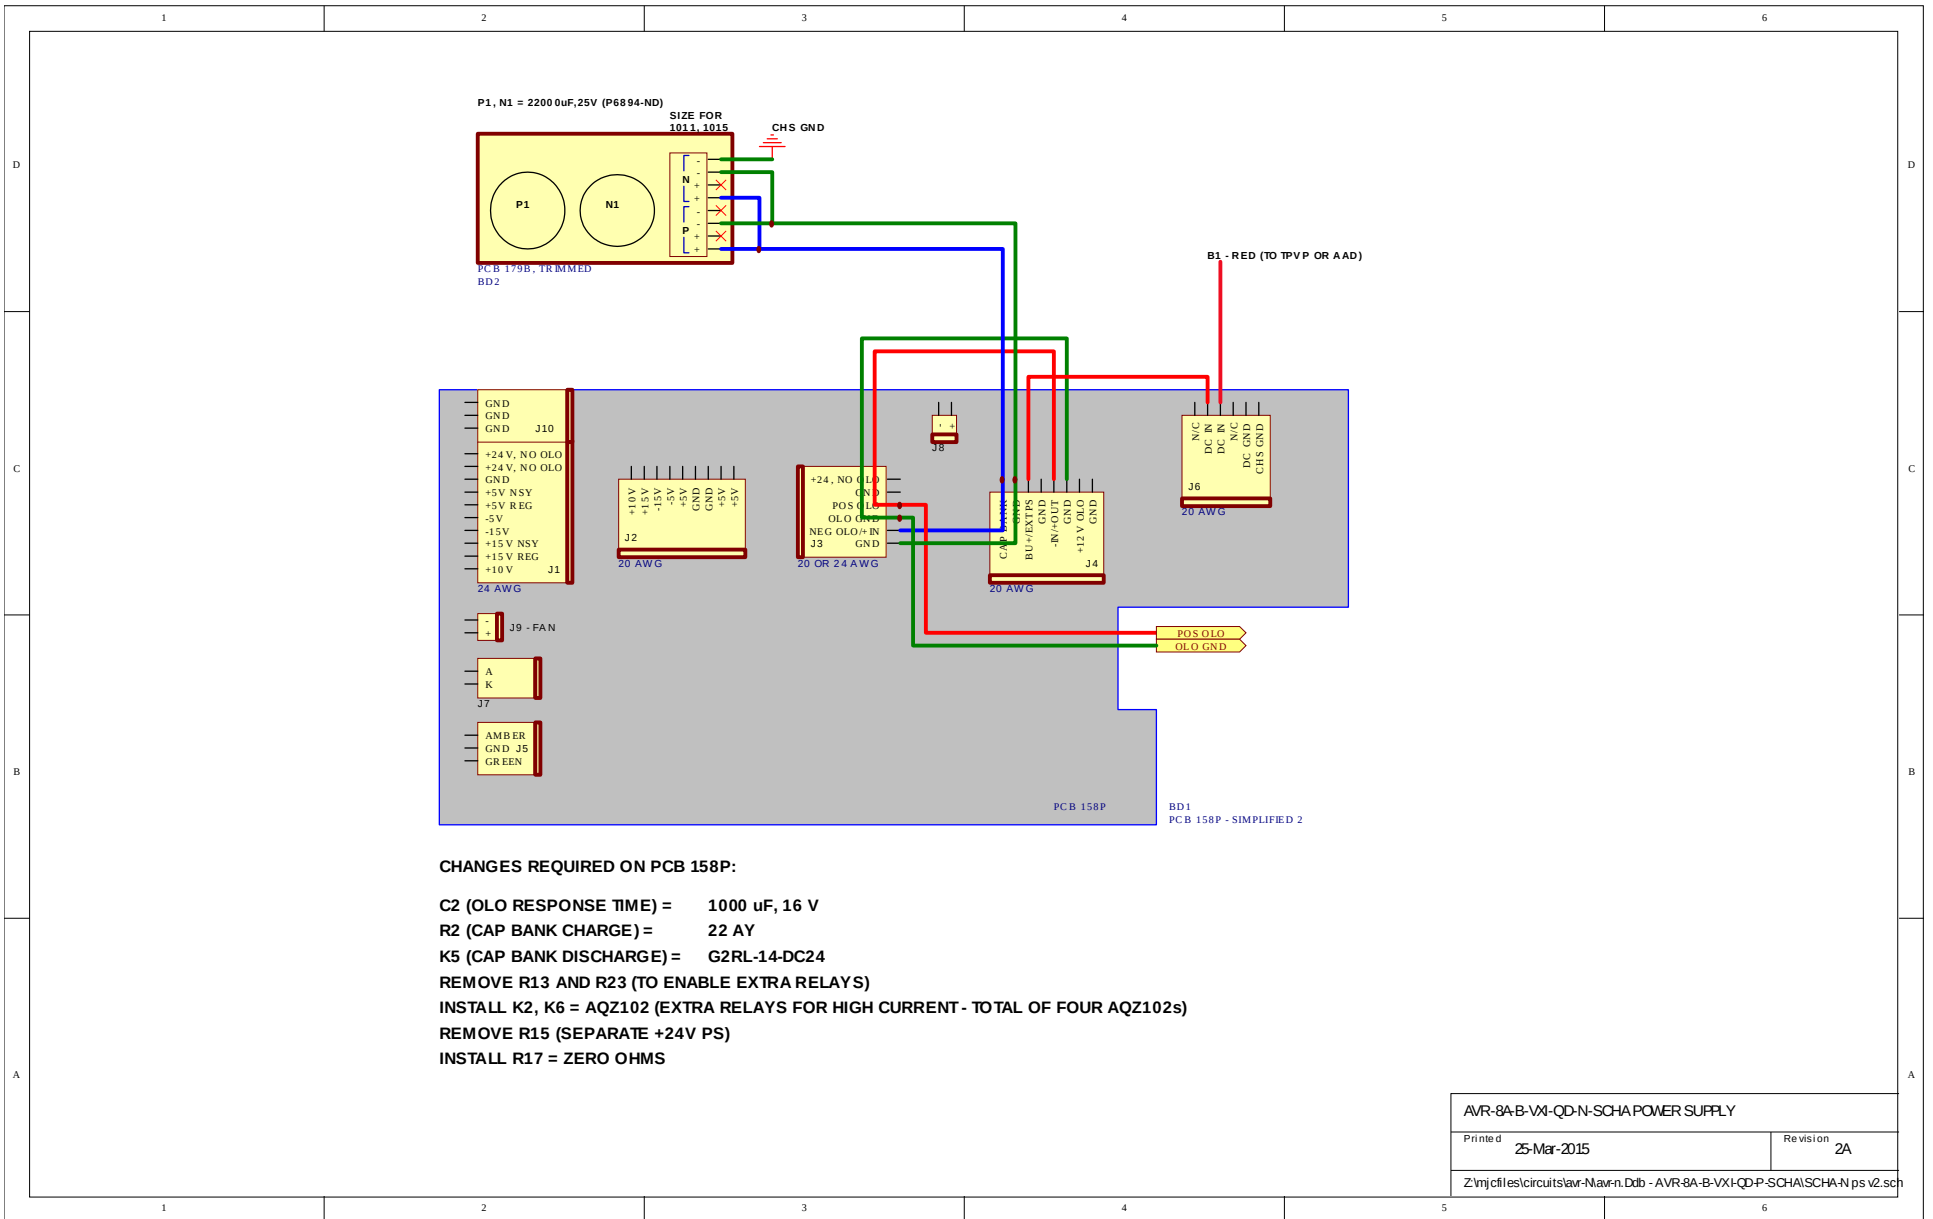 1 2 3 4 5 6
P1, N1 = 22000uF,25V (P6894-ND)
SIZE FOR
1011, 1015
CHS GND
D D
-
-
N
+
+
P1 N1
-
-
P
+
+
PCB 179B, TRIMMED
BD2
B1 - RED (TO TPVP OR AAD)
GND
GND
GND J10
+24V, NO OLO
+24V, NO OLO
GND
+5V NSY
+5V REG
-5V
-15V
+15V NSY
+15V REG
+10V J1
24 AWG
C C
+10V
+15V
-15V
-5V
+5V
GND
GND
+5V
+5V
J2
20 AWG
+24, NO OLO
GND
POS OLO
OLO GND
NEG OLO/+IN
J3 GND
20 OR 24 AWG
- +
J8
CAP BANK
GND
BU+/EXTPS
GND
-IN/+OUT
GND
+12V OLO
GND
J4
20 AWG
N/C
DC IN
DC IN
N/C
DC GND
CHS GND
J6
20 AWG
-
+
J9 - FAN
POS OLO
OLO GND
A
K
J7
AMBER
GND J5
GREEN
B B
PCB 158P
BD1
PCB 158P - SIMPLIFIED 2
CHANGES REQUIRED ON PCB 158P:
C2 (OLO RESPONSE TIME) = 1000 uF, 16 V
R2 (CAP BANK CHARGE) = 22 AY
K5 (CAP BANK DISCHARGE) = G2RL-14-DC24
REMOVE R13 AND R23 (TO ENABLE EXTRA RELAYS)
INSTALL K2, K6 = AQZ102 (EXTRA RELAYS FOR HIGH CURRENT - TOTAL OF FOUR AQZ102s)
REMOVE R15 (SEPARATE +24V PS)
INSTALL R17 = ZERO OHMS
A A
AVR-8A-B-VXI-QD-N-SCHA POWER SUPPLY
Printed 25-Mar-2015 Revision 2A
Z:\mjcfiles\circuits\avr-N\avr-n.Ddb - AVR-8A-B-VXI-QD-P-SCHA\SCHA-N ps v2.sch
1 2 3 4 5 6